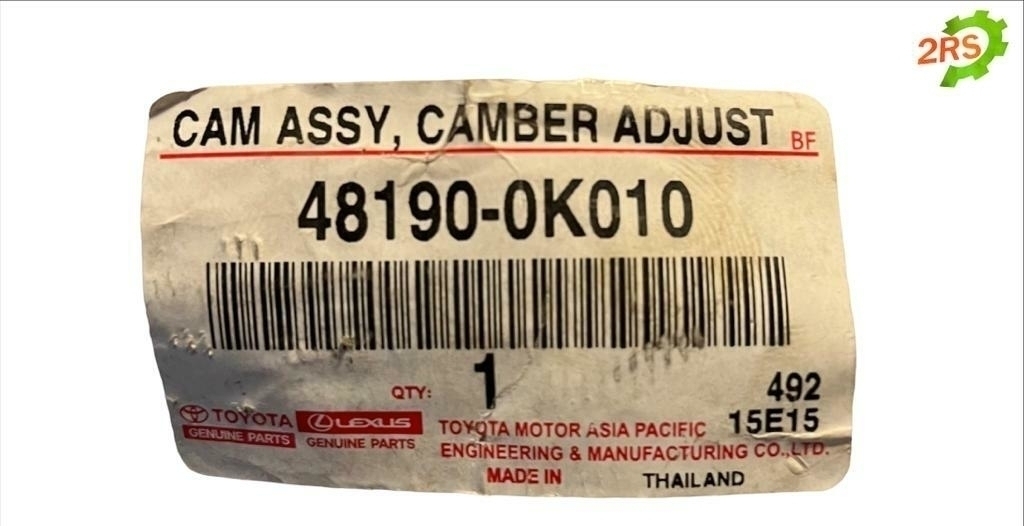 2RS
CAM ASSY, CAMBER ADJUST BF
48190-0K010
QTY: 1
492
15E15
TOYOTA
GENUINE PARTS
LEXUS
GENUINE PARTS
TOYOTA MOTOR ASIA PACIFIC
ENGINEERING & MANUFACTURING CO.,LTD.
MADE IN THAILAND